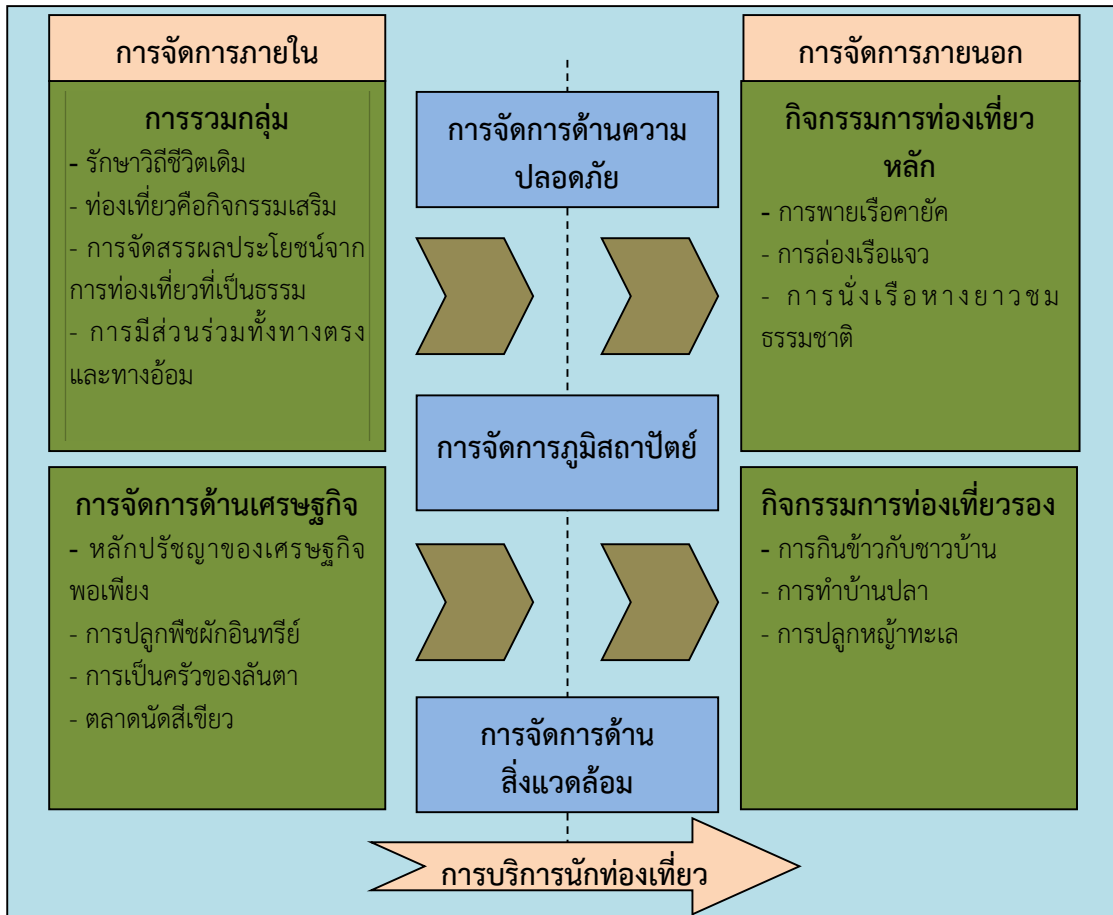 การจัดการภายใน
การรวมกลุ่ม
- รักษาวิถีชีวิตเดิม
- ท่องเที่ยวคือกิจกรรมเสริม
- การจัดสรรผลประโยชน์จาก
การท่องเที่ยวที่เป็นธรรม
- การมีส่วนร่วมทั้งทางตรง
และทางอ้อม
การจัดการด้านเศรษฐกิจ
- หลักปรัชญาของเศรษฐกิจ
พอเพียง
- การปลูกพืชผักอินทรีย์
- การเป็นครัวของลันตา
- ตลาดนัดสีเขียว
การจัดการด้านความ
ปลอดภัย
การจัดการภูมิสถาปัตย์
การจัดการด้าน
สิ่งแวดล้อม
การจัดการภายนอก
กิจกรรมการท่องเที่ยว
หลัก
- การพายเรือคายัค
- การล่องเรือแจว
- การนั่งเรือหางยาวชม
ธรรมชาติ
กิจกรรมการท่องเที่ยวรอง
- การกินข้าวกับชาวบ้าน
- การทำบ้านปลา
- การปลูกหญ้าทะเล
การบริการนักท่องเที่ยว